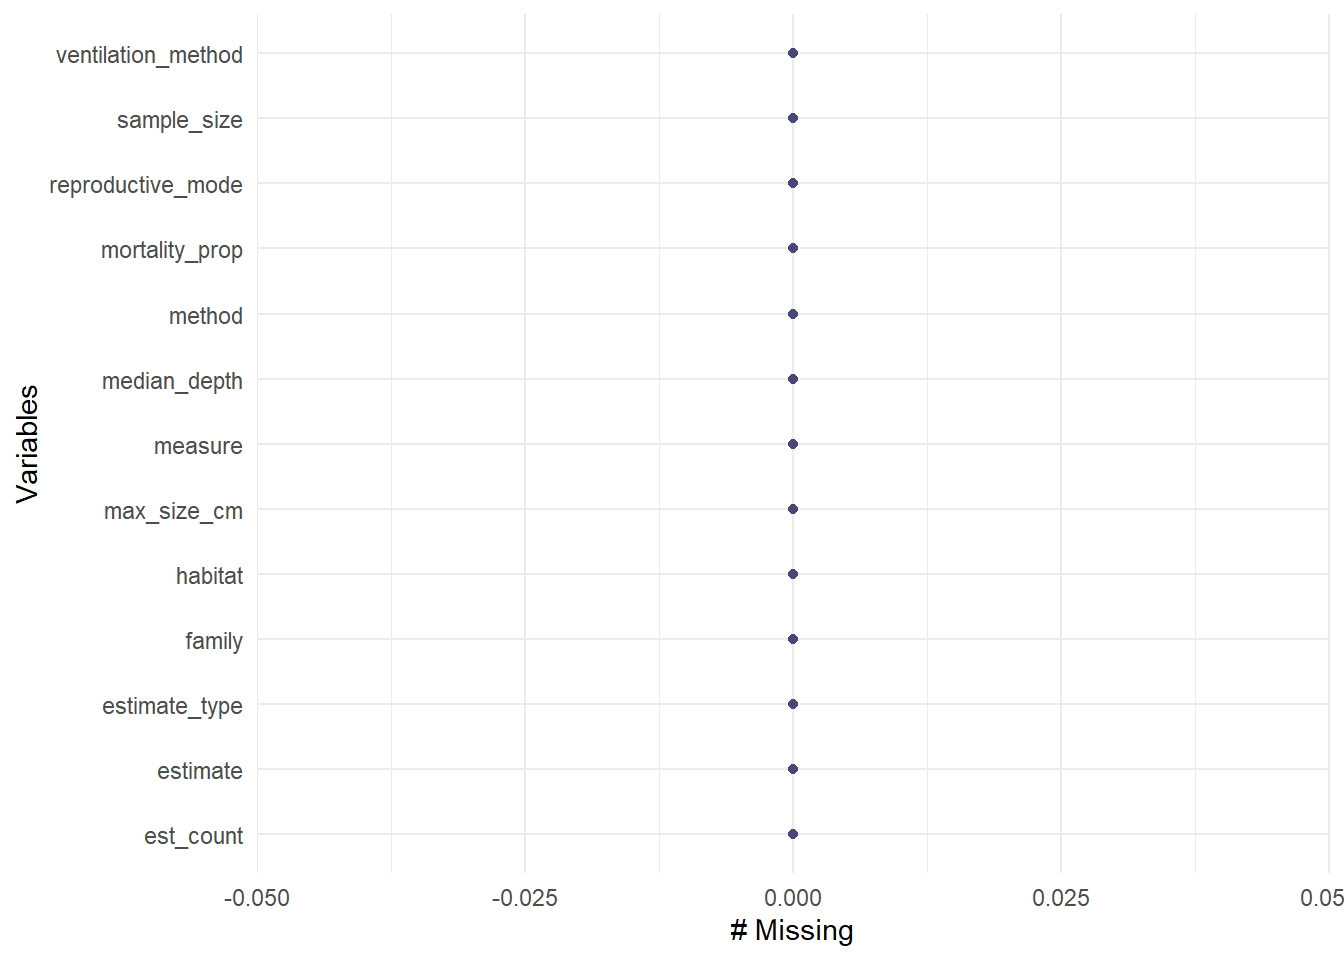 ventilation_method
sample_size
reproductive_mode
mortality_prop
method
median_depth
measure
max_size_cm
habitat
family
estimate_type
estimate
est_count
Variables
-0.050 -0.025 0.000 0.025 0.05
# Missing